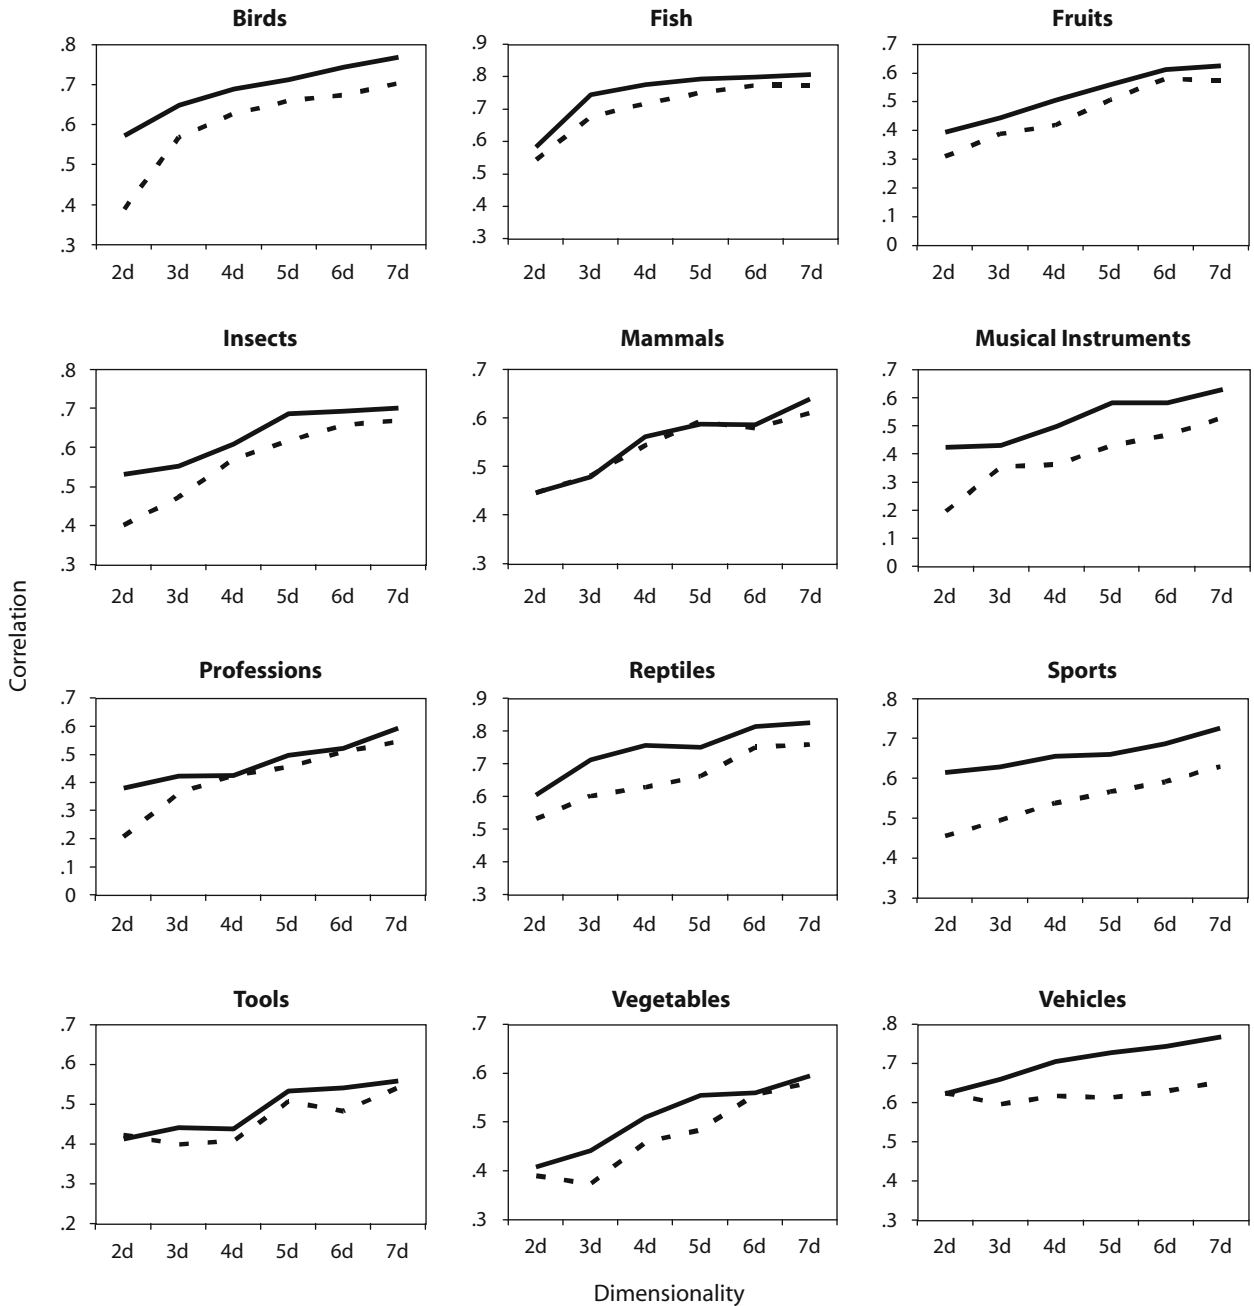 Birds Fish Fruits
.8 .9 .7
.7 .8 .6
.6 .7 .5
.5 .6 .4
.4 .5 .3
.3 .4 .2
.3 .1
0
2d 3d 4d 5d 6d 7d 2d 3d 4d 5d 6d 7d 2d 3d 4d 5d 6d 7d
Insects Mammals Musical Instruments
.8 .7 .7
.7 .6 .6
.6 .5 .5
.5 .4 .4
.4 .3 .3
.3 .2
.1
0
2d 3d 4d 5d 6d 7d 2d 3d 4d 5d 6d 7d 2d 3d 4d 5d 6d 7d
Correlation
Professions Reptiles Sports
.7 .9 .8
.6 .8 .7
.5 .7 .6
.4 .6 .5
.3 .5 .4
.2 .4 .3
.1 .3
0
2d 3d 4d 5d 6d 7d 2d 3d 4d 5d 6d 7d 2d 3d 4d 5d 6d 7d
Tools Vegetables Vehicles
.7 .7 .8
.6 .6 .7
.5 .5 .6
.4 .4 .5
.3 .3 .4
.2 .3
2d 3d 4d 5d 6d 7d 2d 3d 4d 5d 6d 7d 2d 3d 4d 5d 6d 7d
Dimensionality